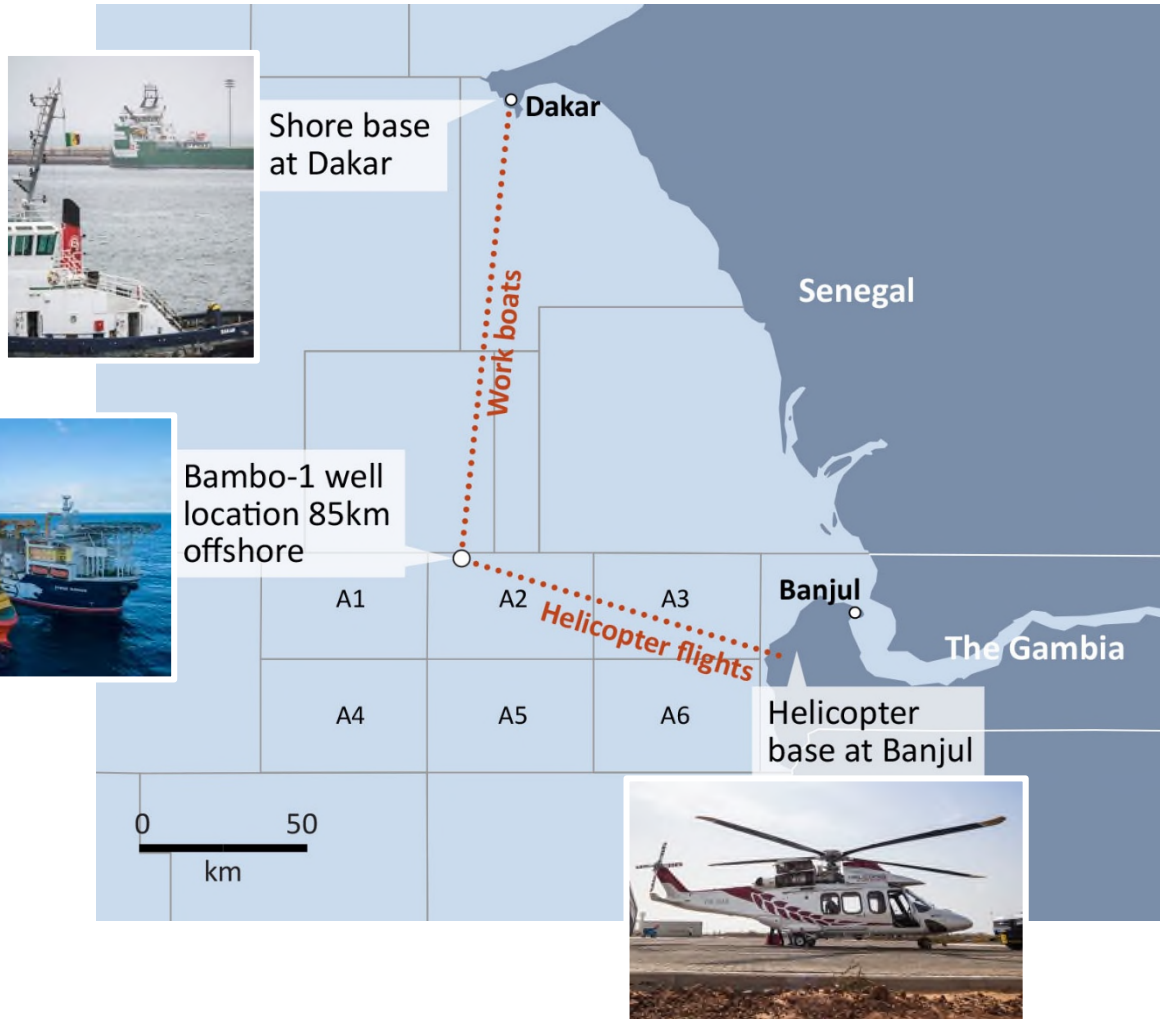 Shore base
at Dakar
Dakar
Senegal
Work boats
Bambo-1 well
location 85km
offshore
A1
A2
A3
Banjul
Helicopter flights
The Gambia
A4
A5
A6
Helicopter
base at Banjul
0 50
km